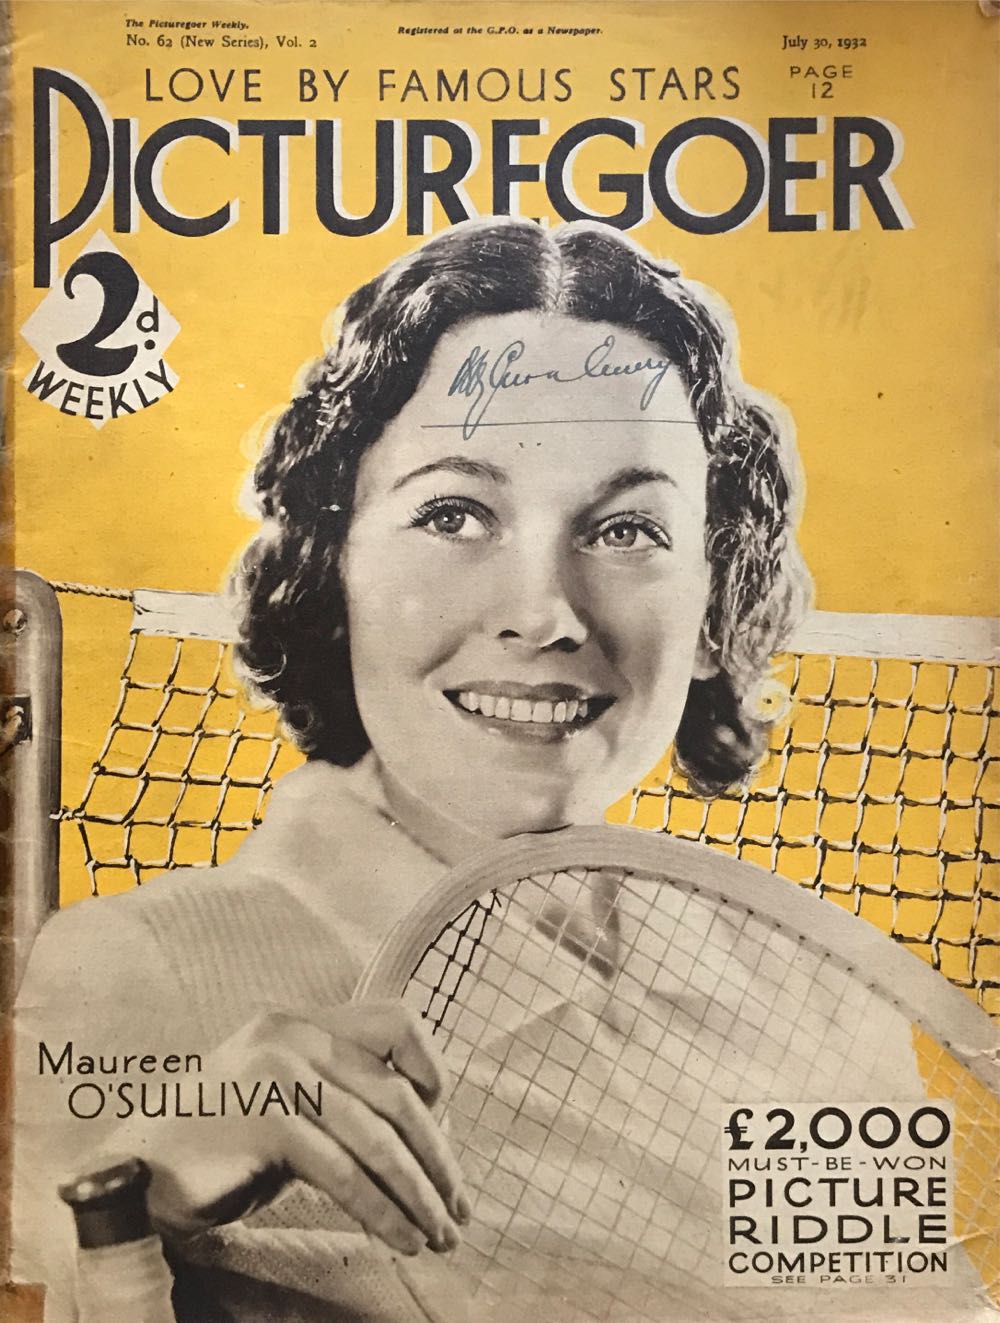 The Picturegoer Weekly.
No. 62 (New Series), Vol. 2
Registered at the G.P.O. as a Newspaper.
July 30, 1932
LOVE BY FAMOUS STARS
PAGE
12
PICTUREGOER
2d.
WEEKLY
Maureen
O'SULLIVAN
£2,000
MUST-BE-WON
PICTURE
RIDDLE
COMPETITION
SEE PAGE 31